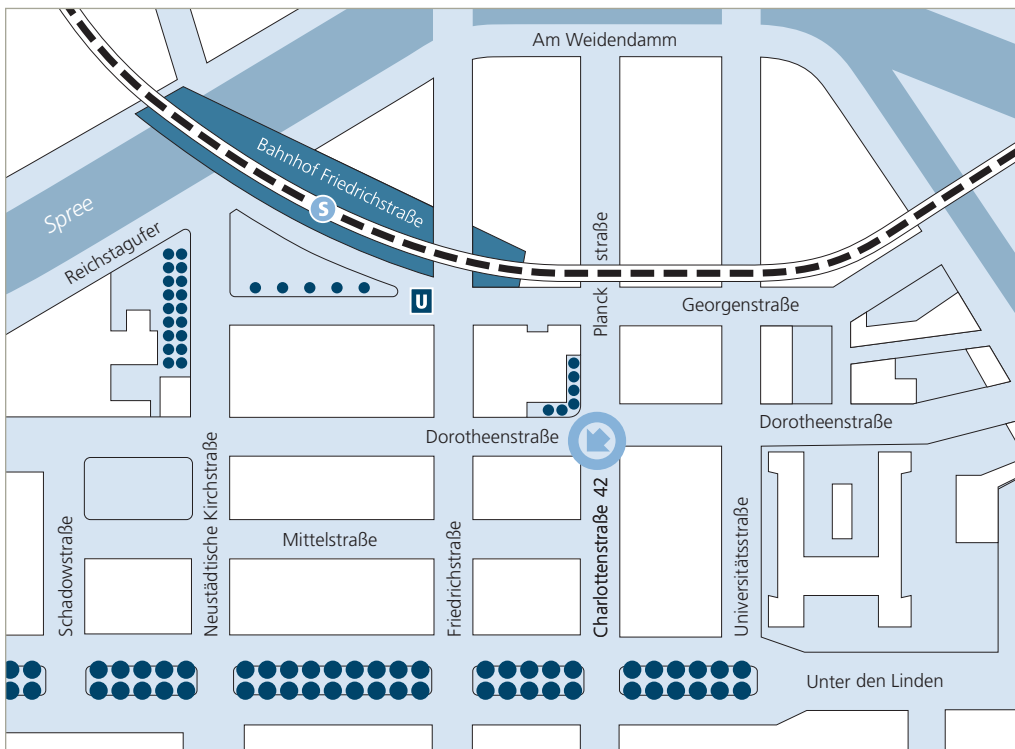 Am Weidendamm
Bahnhof Friedrichstraße
S
Spree
Reichstagufer
U
Planck straße
Georgenstraße
Dorotheenstraße
Dorotheenstraße
Schadowstraße
Neustädtische Kirchstraße
Mittelstraße
Friedrichstraße
Charlottenstraße 42
Universitätsstraße
Unter den Linden